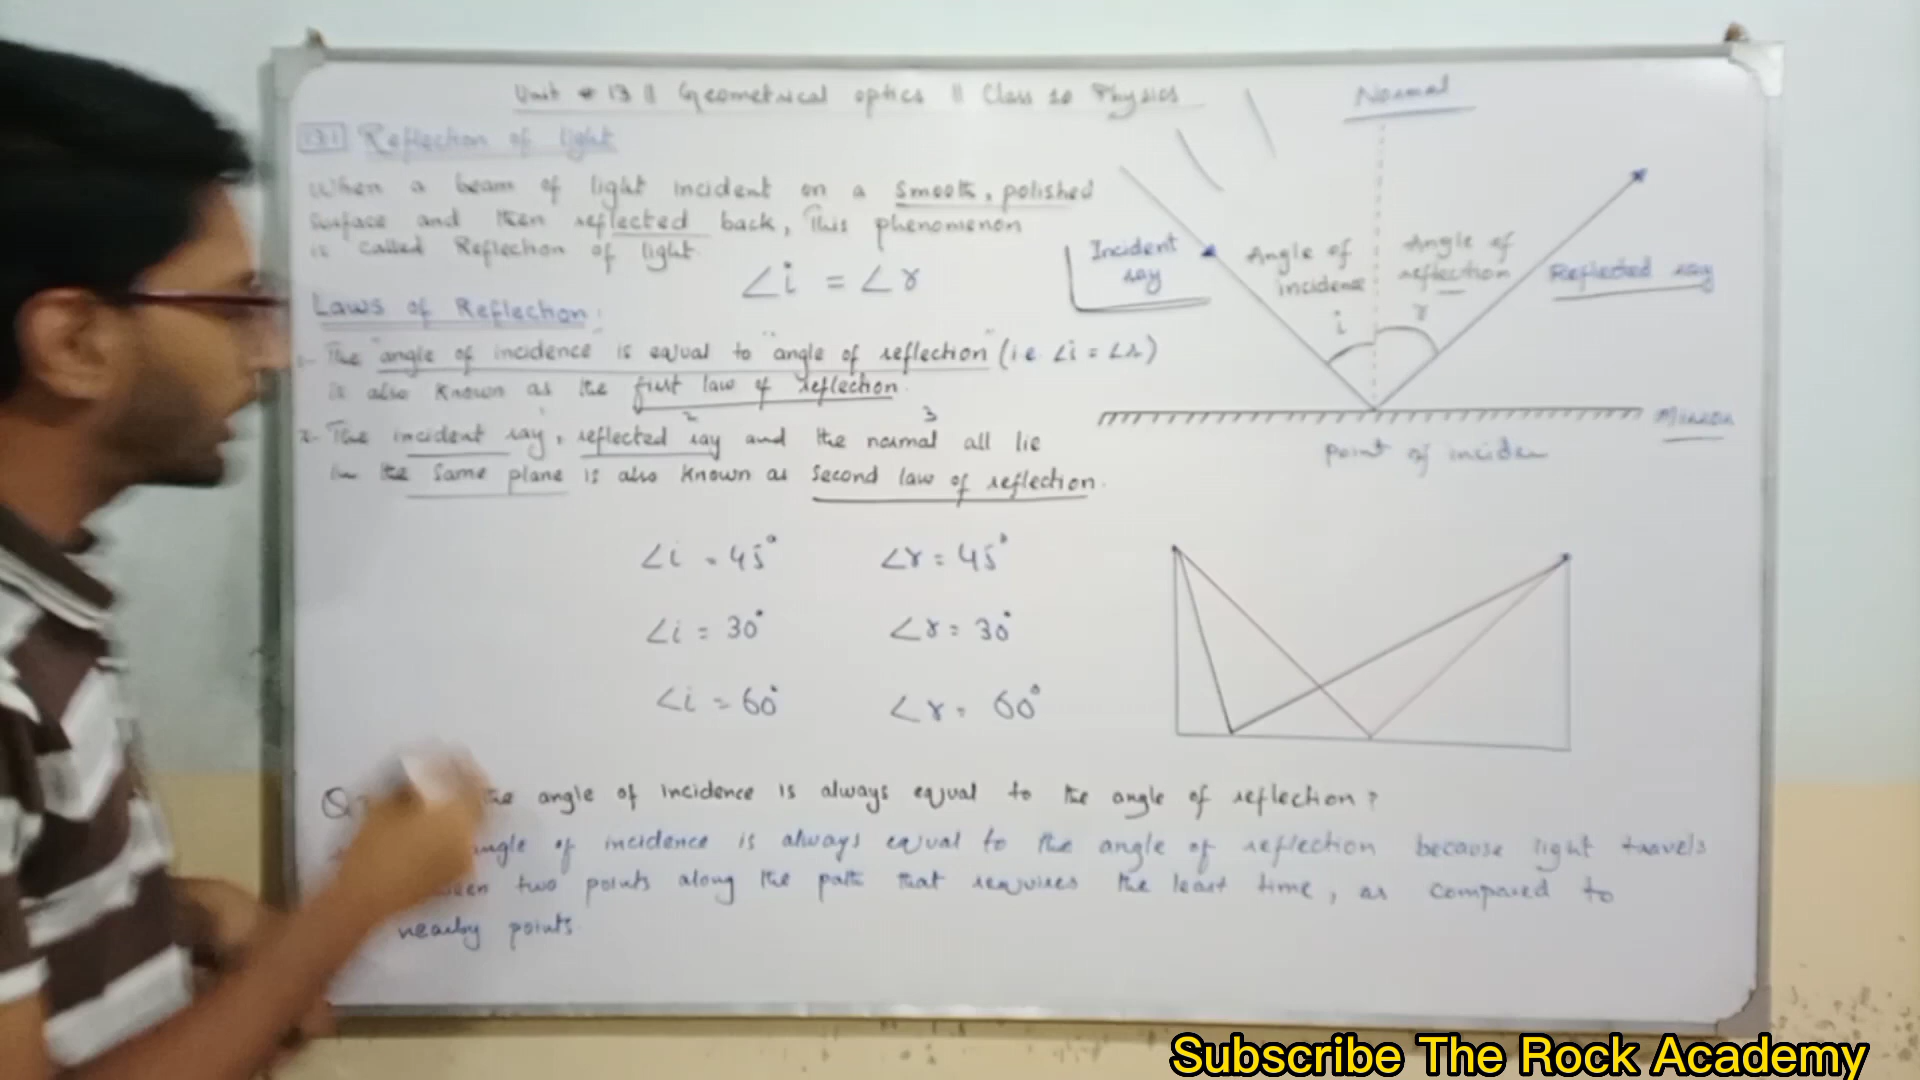 Unit # 13 || Geometrical optics || Class 10 Physics
13.1 Reflection of light
When a beam of light incident on a smooth, polished
surface and then reflected back, This phenomenon
is called Reflection of light.
∠i = ∠r
Laws of Reflection:
1- The "angle of incidence is equal to "angle of reflection" (i.e ∠i = ∠r)
is also known as the first law of reflection.
1 2 3
2- The incident ray, reflected ray and the normal all lie
in the same plane is also known as Second law of reflection.
∠i = 45° ∠r = 45°
∠i = 30° ∠r = 30°
∠i = 60° ∠r = 60°
Normal
Incident
ray
Angle of
incidence
i
Angle of
reflection
r
Reflected ray
Mirror
point of inciden
Q the angle of incidence is always equal to the angle of reflection?
angle of incidence is always equal to the angle of reflection because light travels
two points along the path that requires the least time, as compared to
nearby points.
Subscribe The Rock Academy